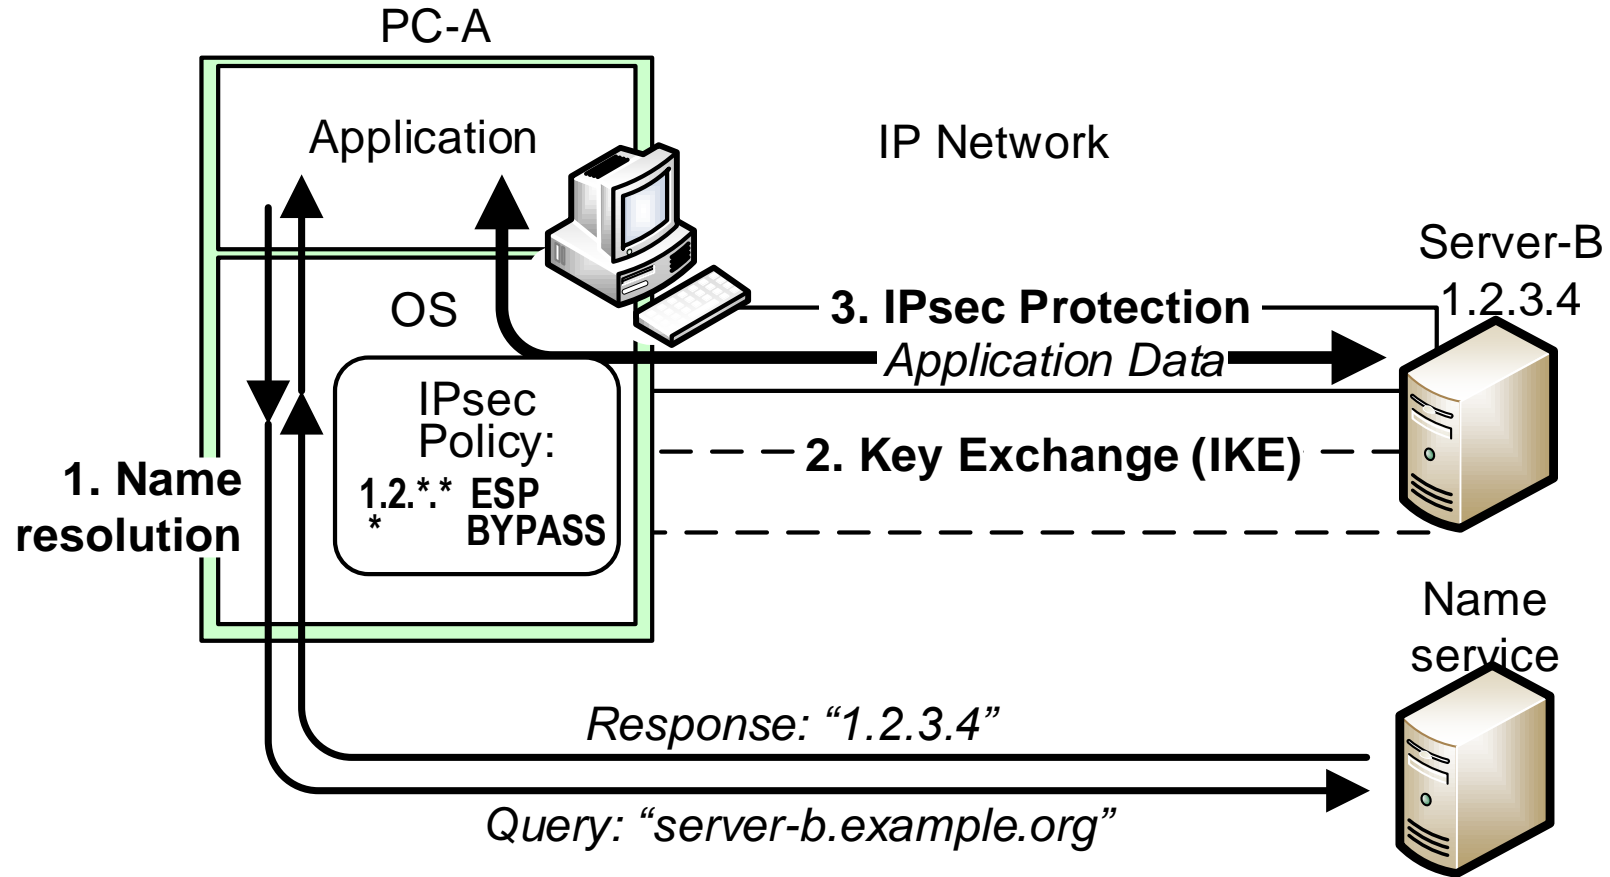 PC-A
Application
IP Network
Server-B
1.2.3.4
OS
3. IPsec Protection
Application Data
IPsec
Policy:
1.2.*.* ESP
* BYPASS
2. Key Exchange (IKE)
1. Name
resolution
Name
service
Response: “1.2.3.4”
Query: “server-b.example.org”